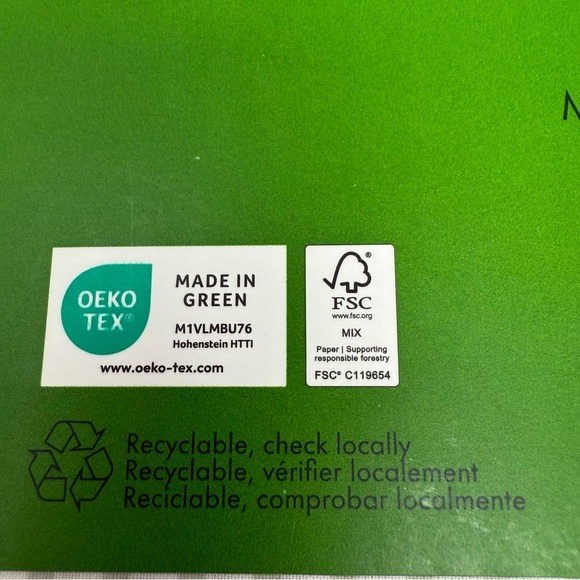 OEKO
TEX®
MADE IN
GREEN
M1VLMBU76
Hohenstein HTTI
www.oeko-tex.com
®
FSC
www.fsc.org
MIX
Paper | Supporting
responsible forestry
FSC® C119654
Recyclable, check locally
Recyclable, vérifier localement
Reciclable, comprobar localmente